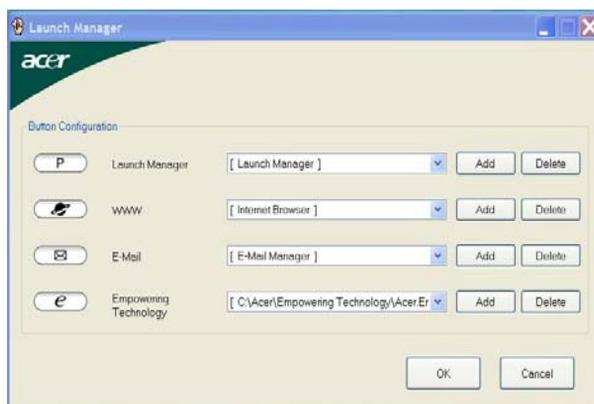 Launch Manager
acer
Button Configuration
P Launch Manager [ Launch Manager ] Add Delete
WWW [ Internet Browser ] Add Delete
E-Mail [ E-Mail Manager ] Add Delete
e Empowering Technology [ C:\Acer\Empowering Technology\Acer.Er Add Delete
OK Cancel